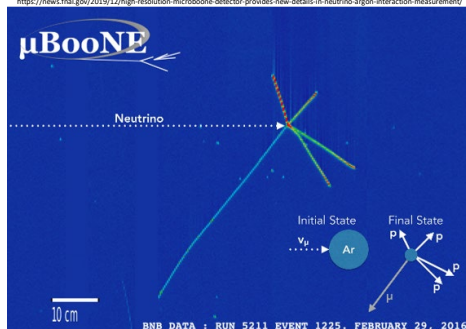 https://news.fnal.gov/2019/12/high-resolution-microboone-detector-provides-new-details-in-neutrino-argon-interaction-measurement/
μBooNE
Neutrino
Initial State
Final State
νμ
Ar
p
p
p
p
μ
10 cm
BNB DATA : RUN 5211 EVENT 1225. FEBRUARY 29, 2016